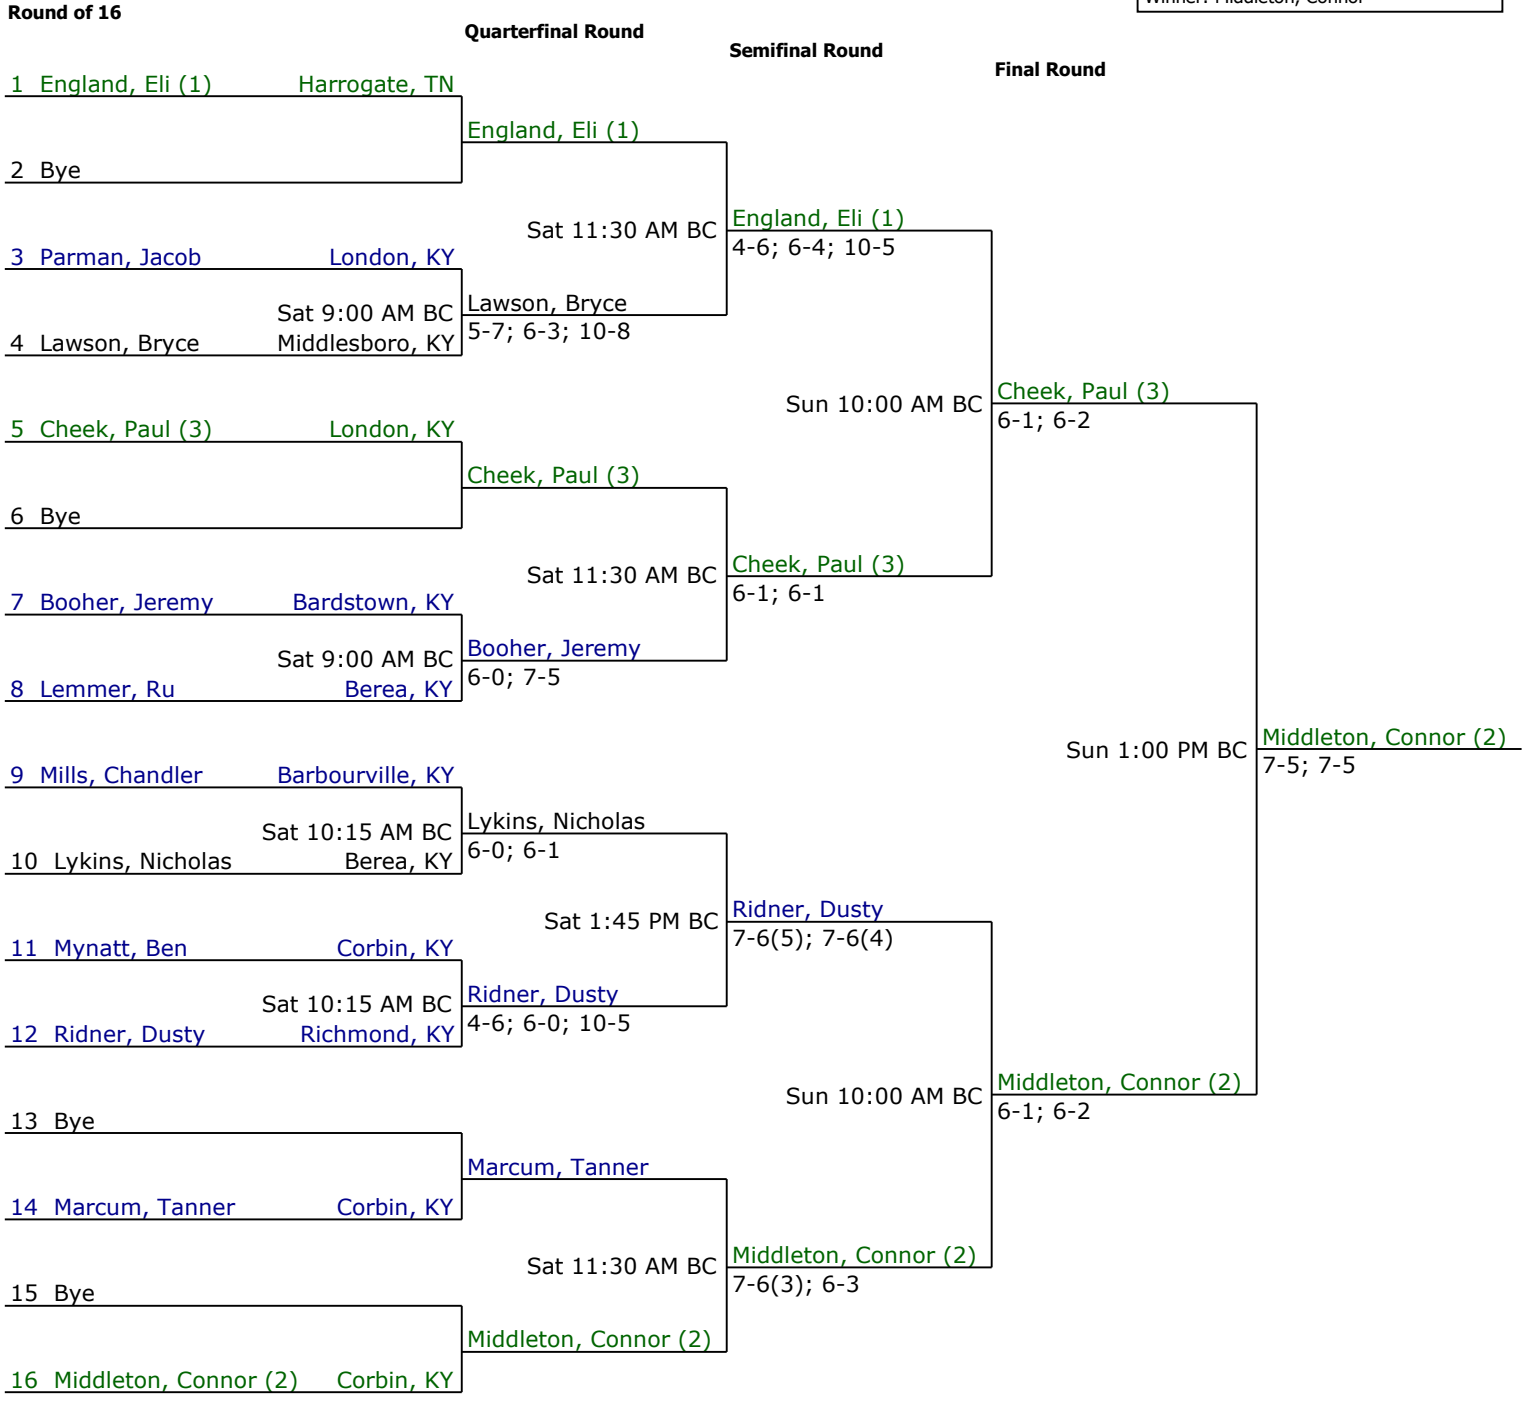 Winner: Middleton, Connor
Round of 16
Quarterfinal Round
Semifinal Round
Final Round
1 England, Eli (1) Harrogate, TN
England, Eli (1)
2 Bye
England, Eli (1)
Sat 11:30 AM BC
4-6; 6-4; 10-5
3 Parman, Jacob London, KY
Lawson, Bryce
Sat 9:00 AM BC
5-7; 6-3; 10-8
4 Lawson, Bryce Middlesboro, KY
Cheek, Paul (3)
Sun 10:00 AM BC
6-1; 6-2
5 Cheek, Paul (3) London, KY
Cheek, Paul (3)
6 Bye
Cheek, Paul (3)
Sat 11:30 AM BC
6-1; 6-1
7 Booher, Jeremy Bardstown, KY
Booher, Jeremy
Sat 9:00 AM BC
6-0; 7-5
8 Lemmer, Ru Berea, KY
Middleton, Connor (2)
Sun 1:00 PM BC
7-5; 7-5
9 Mills, Chandler Barbourville, KY
Lykins, Nicholas
Sat 10:15 AM BC
6-0; 6-1
10 Lykins, Nicholas Berea, KY
Ridner, Dusty
Sat 1:45 PM BC
7-6(5); 7-6(4)
11 Mynatt, Ben Corbin, KY
Ridner, Dusty
Sat 10:15 AM BC
4-6; 6-0; 10-5
12 Ridner, Dusty Richmond, KY
Middleton, Connor (2)
Sun 10:00 AM BC
6-1; 6-2
13 Bye
Marcum, Tanner
14 Marcum, Tanner Corbin, KY
Middleton, Connor (2)
Sat 11:30 AM BC
7-6(3); 6-3
15 Bye
Middleton, Connor (2)
16 Middleton, Connor (2) Corbin, KY